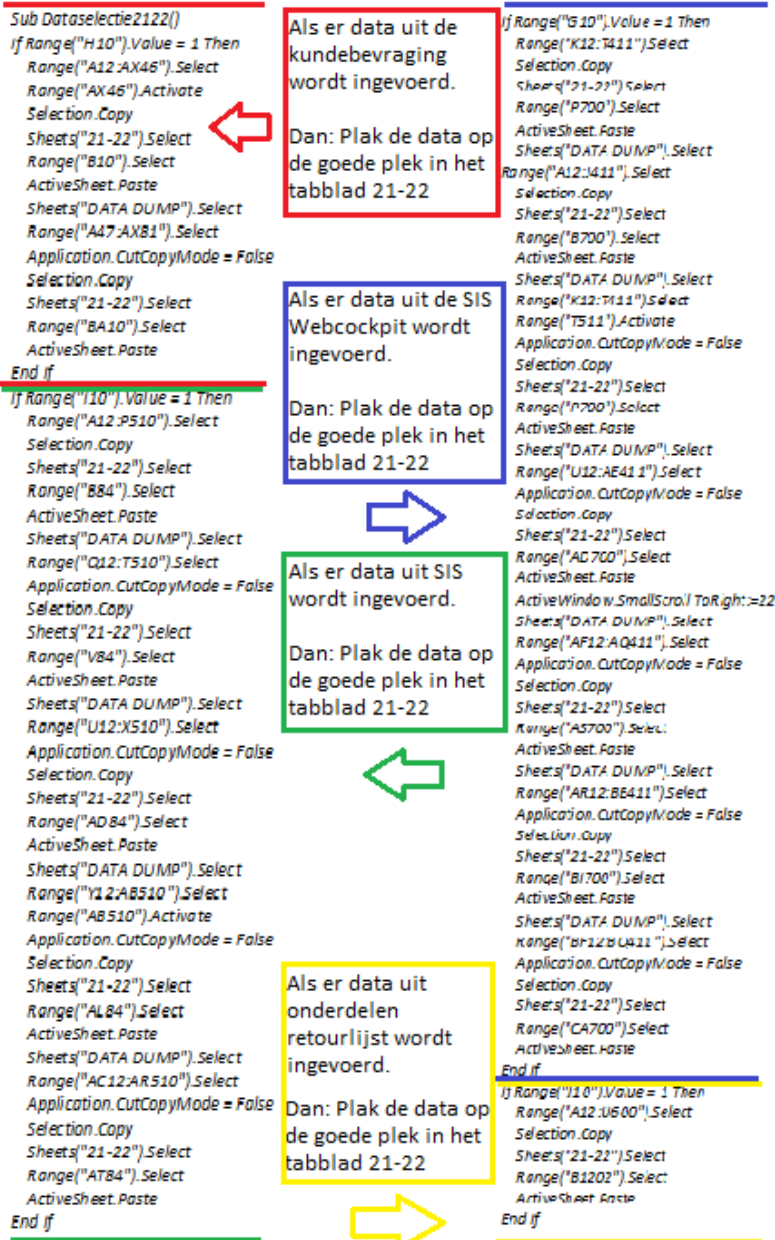 Sub Dataselectie2122()
If Range("H10").Value = 1 Then
Range("A12:AX46").Select
Range("AX46").Activate
Selection.Copy
Sheets("21-22").Select
Range("B10").Select
ActiveSheet.Paste
Sheets("DATA DUMP").Select
Range("A47:AX81").Select
Application.CutCopyMode = False
Selection.Copy
Sheets("21-22").Select
Range("BA10").Select
ActiveSheet.Paste
End If
If Range("I10").Value = 1 Then
Range("A12:P510").Select
Selection.Copy
Sheets("21-22").Select
Range("B84").Select
ActiveSheet.Paste
Sheets("DATA DUMP").Select
Range("Q12:T510").Select
Application.CutCopyMode = False
Selection.Copy
Sheets("21-22").Select
Range("V84").Select
ActiveSheet.Paste
Sheets("DATA DUMP").Select
Range("U12:X510").Select
Application.CutCopyMode = False
Selection.Copy
Sheets("21-22").Select
Range("AD84").Select
ActiveSheet.Paste
Sheets("DATA DUMP").Select
Range("Y12:AB510").Select
Range("AB510").Activate
Application.CutCopyMode = False
Selection.Copy
Sheets("21-22").Select
Range("AL84").Select
ActiveSheet.Paste
Sheets("DATA DUMP").Select
Range("AC12:AR510").Select
Application.CutCopyMode = False
Selection.Copy
Sheets("21-22").Select
Range("AT84").Select
ActiveSheet.Paste
End If
Als er data uit de
kundebevraging
wordt ingevoerd.
Dan: Plak de data op
de goede plek in het
tabblad 21-22
Als er data uit de SIS
Webcockpit wordt
ingevoerd.
Dan: Plak de data op
de goede plek in het
tabblad 21-22
Als er data uit SIS
wordt ingevoerd.
Dan: Plak de data op
de goede plek in het
tabblad 21-22
Als er data uit
onderdelen
retourlijst wordt
ingevoerd.
Dan: Plak de data op
de goede plek in het
tabblad 21-22
If Range("G10").Value = 1 Then
Range("K12:T411").Select
Selection.Copy
Sheets("21-22").Select
Range("P700").Select
ActiveSheet.Paste
Sheets("DATA DUMP").Select
Range("A12:J411").Select
Selection.Copy
Sheets("21-22").Select
Range("B700").Select
ActiveSheet.Paste
Sheets("DATA DUMP").Select
Range("K12:T411").Select
Range("T511").Activate
Application.CutCopyMode = False
Selection.Copy
Sheets("21-22").Select
Range("P700").Select
ActiveSheet.Paste
Sheets("DATA DUMP").Select
Range("U12:AE411").Select
Application.CutCopyMode = False
Selection.Copy
Sheets("21-22").Select
Range("AD700").Select
ActiveSheet.Paste
ActiveWindow.SmallScroll ToRight:=22
Sheets("DATA DUMP").Select
Range("AF12:AQ411").Select
Application.CutCopyMode = False
Selection.Copy
Sheets("21-22").Select
Range("AS700").Select
ActiveSheet.Paste
Sheets("DATA DUMP").Select
Range("AR12:BE411").Select
Application.CutCopyMode = False
Selection.Copy
Sheets("21-22").Select
Range("BI700").Select
ActiveSheet.Paste
Sheets("DATA DUMP").Select
Range("BF12:BQ411").Select
Application.CutCopyMode = False
Selection.Copy
Sheets("21-22").Select
Range("CA700").Select
ActiveSheet.Paste
End If
If Range("J10").Value = 1 Then
Range("A12:U600").Select
Selection.Copy
Sheets("21-22").Select
Range("B1202").Select
ActiveSheet.Paste
End If